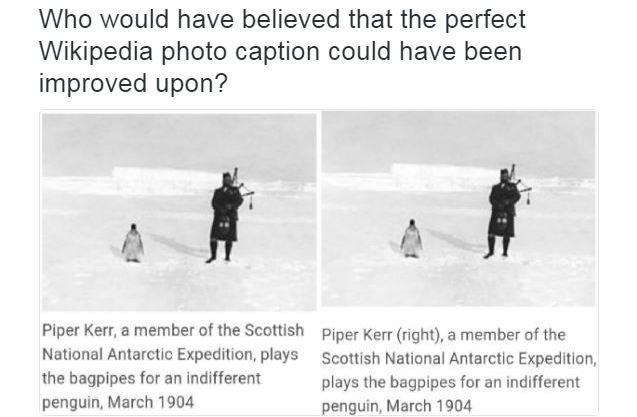 Who would have believed that the perfect
Wikipedia photo caption could have been
improved upon?
Piper Kerr, a member of the Scottish
National Antarctic Expedition, plays
the bagpipes for an indifferent
penguin, March 1904
Piper Kerr (right), a member of the
Scottish National Antarctic Expedition,
plays the bagpipes for an indifferent
penguin, March 1904